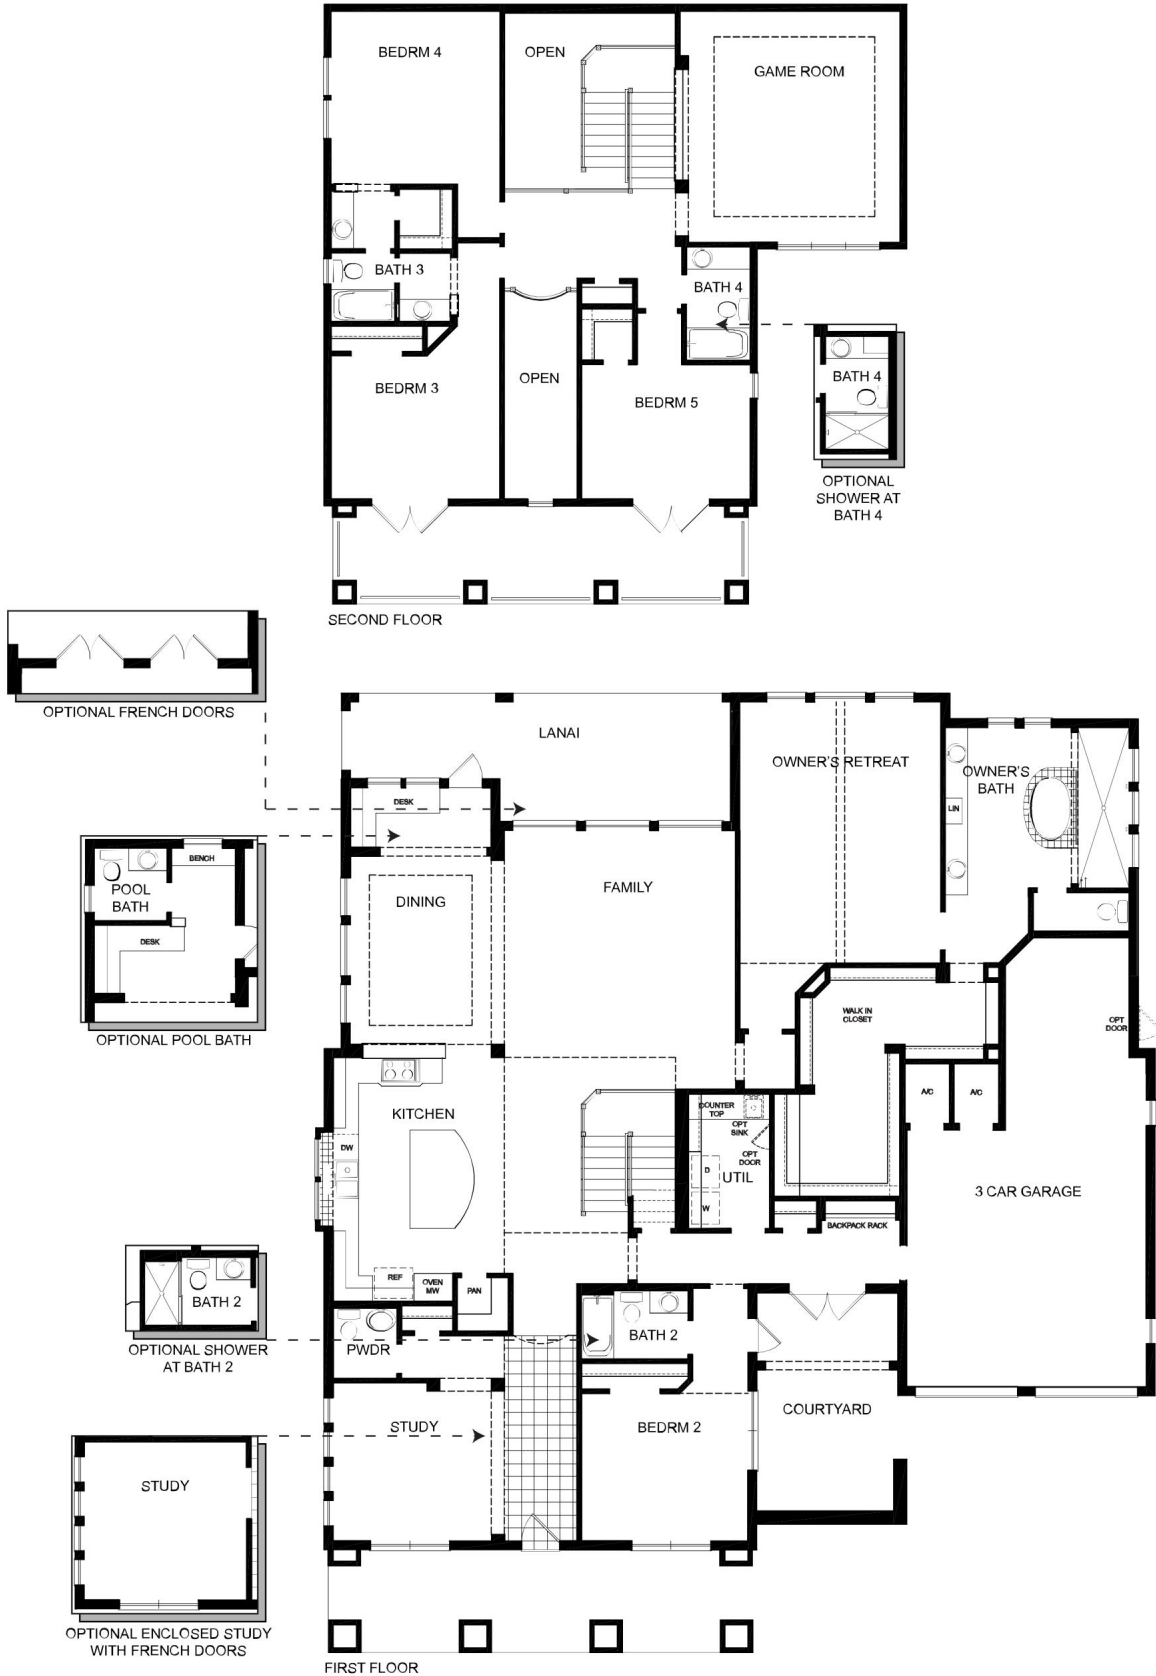 BEDRM 4
OPEN
GAME ROOM
BATH 3
BATH 4
BEDRM 3
OPEN
BEDRM 5
BATH 4
OPTIONAL
SHOWER AT
BATH 4
SECOND FLOOR
OPTIONAL FRENCH DOORS
LANAI
OWNER'S RETREAT
OWNER'S
BATH
DESK
LIN
BENCH
POOL
BATH
DESK
OPTIONAL POOL BATH
DINING
FAMILY
WALK IN
CLOSET
OPT
DOOR
A/C
A/C
KITCHEN
COUNTER
TOP
OPT
SINK
OPT
DOOR
DW
D
UTIL
W
3 CAR GARAGE
BACKPACK RACK
REF
OVEN
MW
PAN
BATH 2
OPTIONAL SHOWER
AT BATH 2
PWDR
BATH 2
STUDY
BEDRM 2
COURTYARD
STUDY
OPTIONAL ENCLOSED STUDY
WITH FRENCH DOORS
FIRST FLOOR